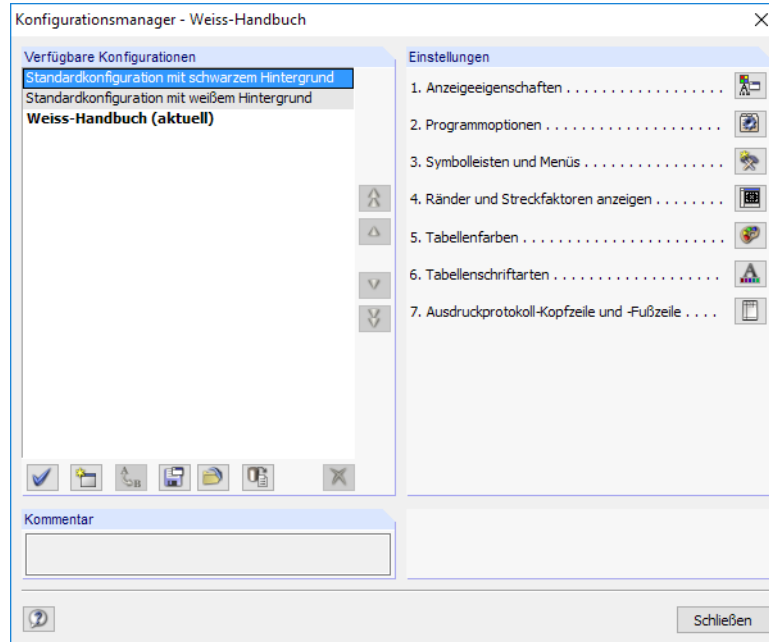 Konfigurationsmanager - Weiss-Handbuch
Verfügbare Konfigurationen
Standardkonfiguration mit schwarzem Hintergrund
Standardkonfiguration mit weißem Hintergrund
Weiss-Handbuch (aktuell)
Einstellungen
1. Anzeigeeigenschaften . . . . . . . . . . . . . . . . . .
2. Programmoptionen . . . . . . . . . . . . . . . . . . . .
3. Symbolleisten und Menüs . . . . . . . . . . . . . . . .
4. Ränder und Streckfaktoren anzeigen . . . . . . . .
5. Tabellenfarben . . . . . . . . . . . . . . . . . . . . . . .
6. Tabellenschriftarten . . . . . . . . . . . . . . . . . . .
7. Ausdruckprotokoll-Kopfzeile und -Fußzeile . . . .
Kommentar
Schließen